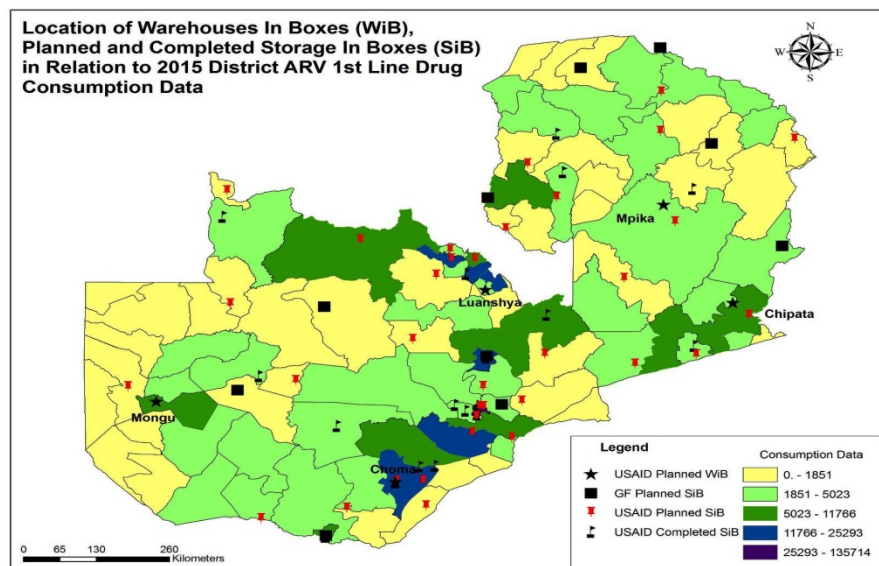 Location of Warehouses In Boxes (WiB),
Planned and Completed Storage In Boxes (SiB)
in Relation to 2015 District ARV 1st Line Drug
Consumption Data
N
W E
S
Mpika
Luanshya
Chipata
Mongu
Choma
Legend
USAID Planned WiB
GF Planned SiB
USAID Planned SiB
USAID Completed SiB
Consumption Data
0. - 1851
1851 - 5023
5023 - 11766
11766 - 25293
25293 - 135714
0 65 130 260
Kilometers